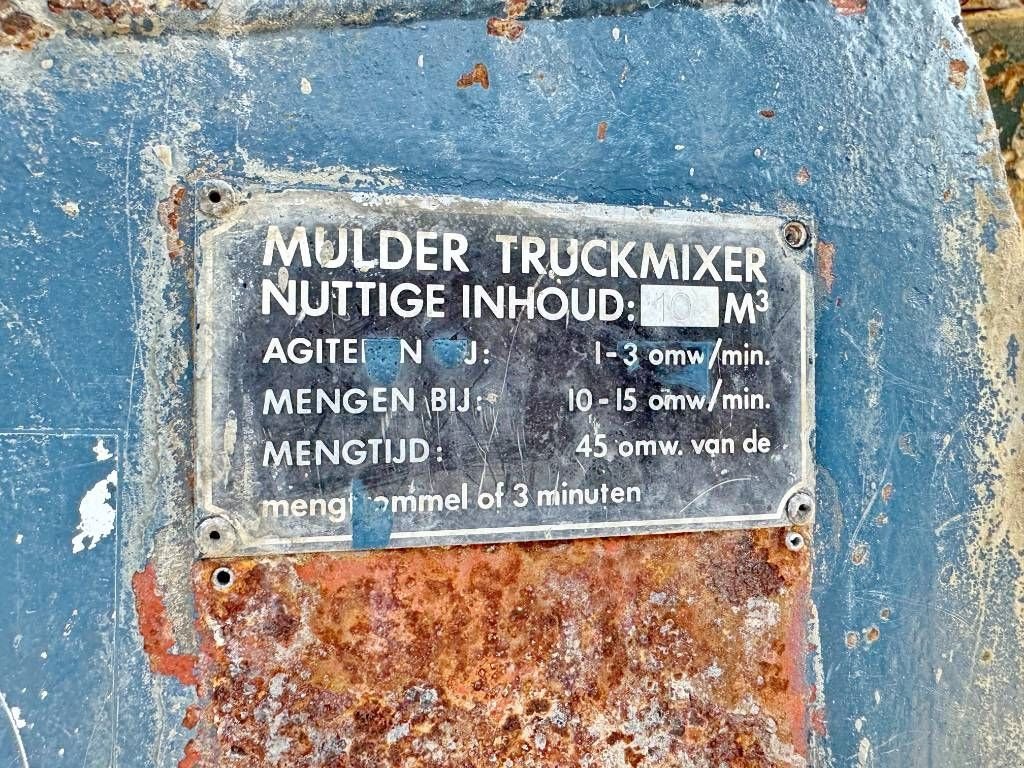 MULDER TRUCKMIXER
NUTTIGE INHOUD: 10 M³
1-3 omw/min.
MENGEN BIJ: 10-15 omw/min.
MENGTIJD: 45 omw. van de
of 3 minuten